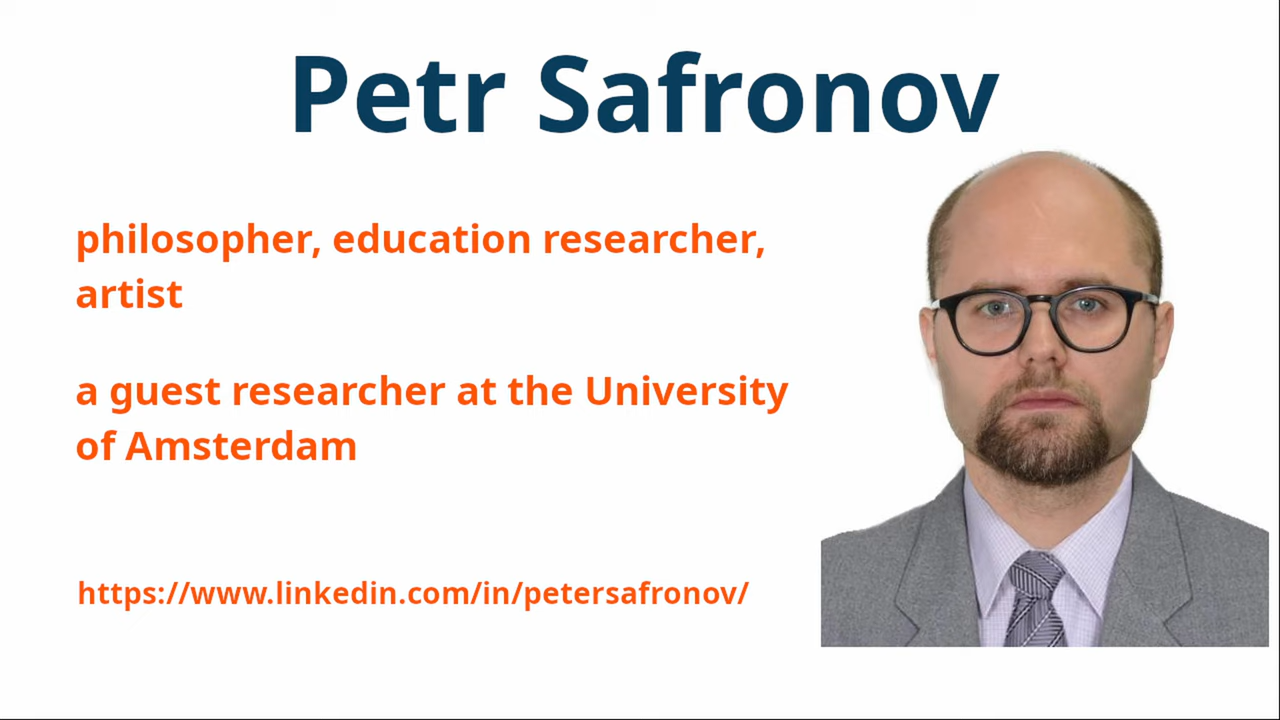 Petr Safronov
philosopher, education researcher,
artist
a guest researcher at the University
of Amsterdam
https://www.linkedin.com/in/petersafronov/